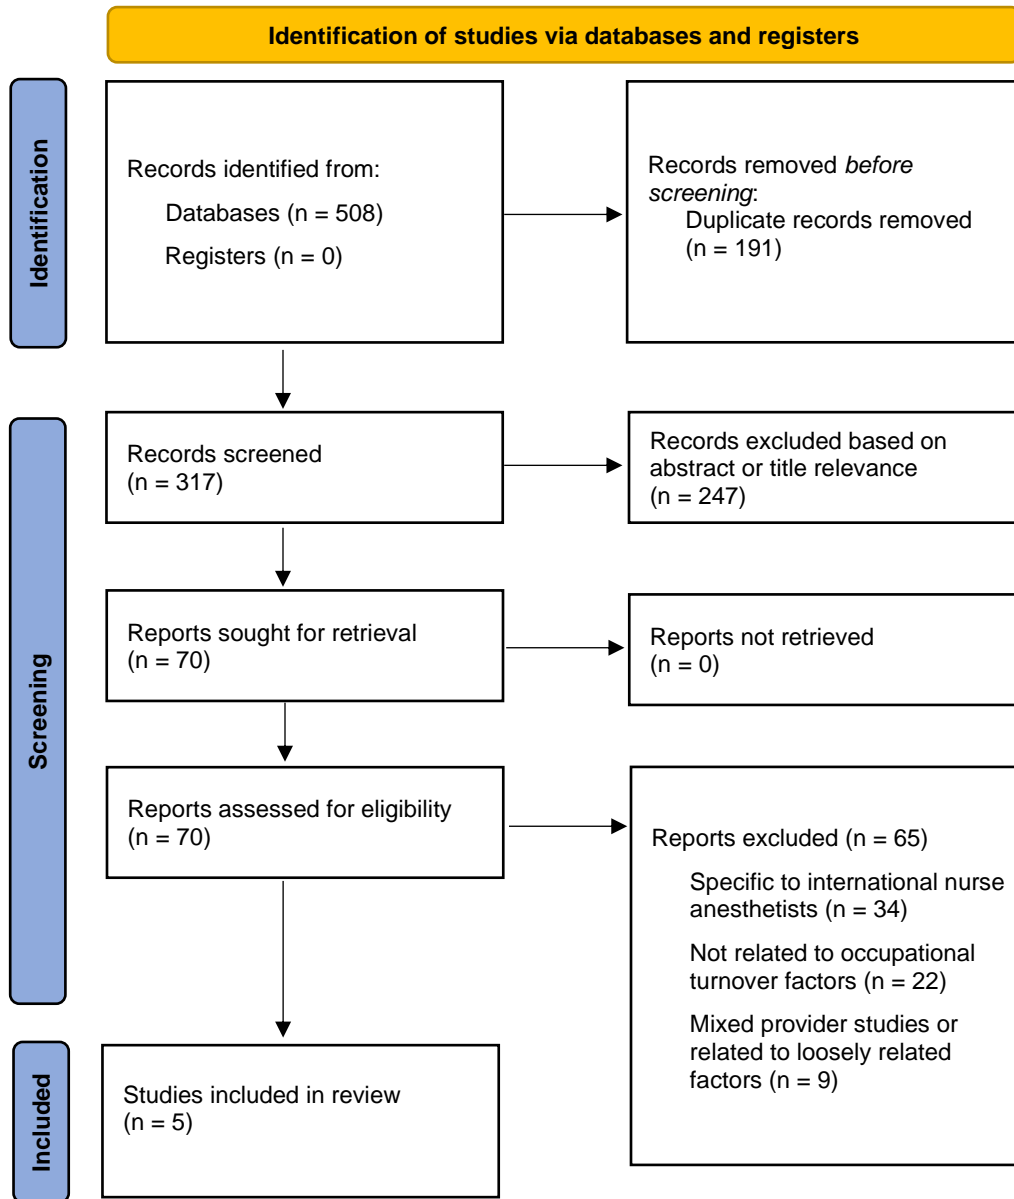 Identification of studies via databases and registers
Identification
Records identified from:
Databases (n = 508)
Registers (n = 0)
Records removed before
screening:
Duplicate records removed
(n = 191)
Screening
Records screened
(n = 317)
Records excluded based on
abstract or title relevance
(n = 247)
Reports sought for retrieval
(n = 70)
Reports not retrieved
(n = 0)
Reports assessed for eligibility
(n = 70)
Reports excluded (n = 65)
Specific to international nurse
anesthetists (n = 34)
Not related to occupational
turnover factors (n = 22)
Mixed provider studies or
related to loosely related
factors (n = 9)
Included
Studies included in review
(n = 5)